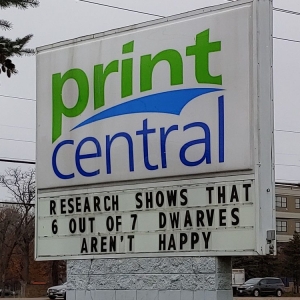 print
central
RESEARCH SHOWS THAT
6 OUT OF 7 DWARVES
AREN'T HAPPY